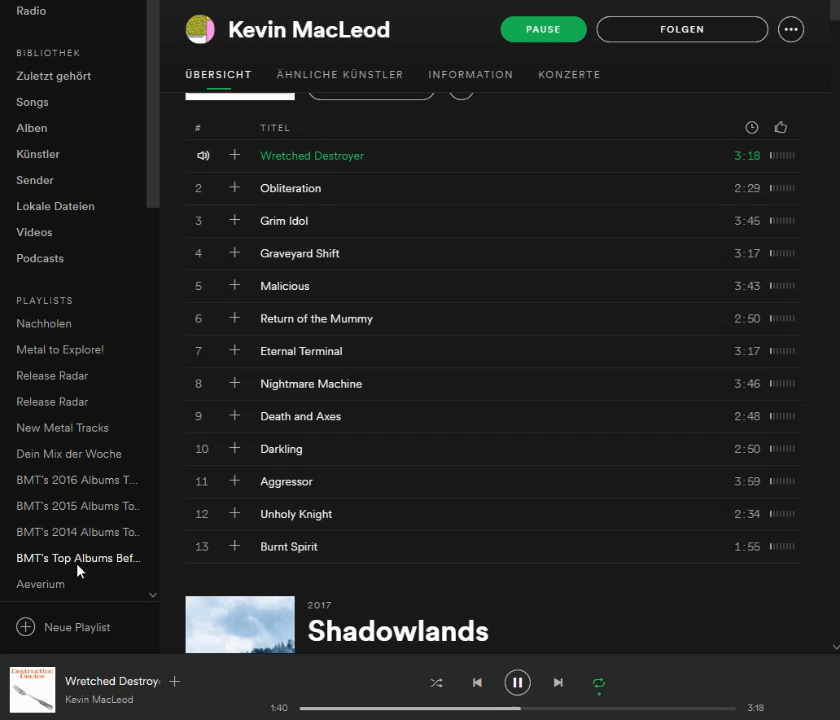 Radio
BIBLIOTHEK
Zuletzt gehört
Songs
Alben
Künstler
Sender
Lokale Dateien
Videos
Podcasts
PLAYLISTS
Nachholen
Metal to Explore!
Release Radar
Release Radar
New Metal Tracks
Dein Mix der Woche
BMT's 2016 Albums T...
BMT's 2015 Albums To..
BMT's 2014 Albums To..
BMT's Top Albums Bef...
Aeverium
Neue Playlist
Kevin MacLeod
PAUSE
FOLGEN
ÜBERSICHT ÄHNLICHE KÜNSTLER INFORMATION KONZERTE
# TITEL
Wretched Destroyer 3:18
2 Obliteration 2:29
3 Grim Idol 3:45
4 Graveyard Shift 3:17
5 Malicious 3:43
6 Return of the Mummy 2:50
7 Eternal Terminal 3:17
8 Nightmare Machine 3:46
9 Death and Axes 2:48
10 Darkling 2:50
11 Aggressor 3:59
12 Unholy Knight 2:34
13 Burnt Spirit 1:55
2017
Shadowlands
Destruction Device
Wretched Destroy
Kevin MacLeod
1:40 3:18